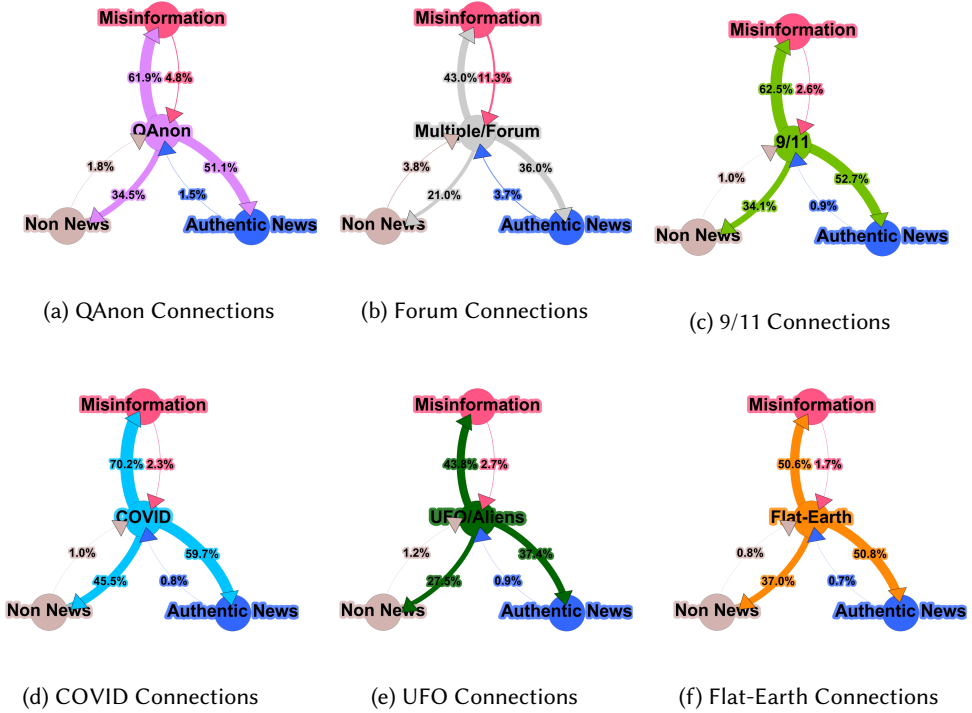 Misinformation
61.9% 4.8%
QAnon
1.8% 51.1%
34.5% 1.5%
Non News Authentic News
(a) QAnon Connections
Misinformation
43.0% 11.3%
Multiple/Forum
3.8% 36.0%
21.0% 3.7%
Non News Authentic News
(b) Forum Connections
Misinformation
62.5% 2.6%
9/11
1.0% 52.7%
34.1% 0.9%
Non News Authentic News
(c) 9/11 Connections
Misinformation
70.2% 2.3%
COVID
1.0% 59.7%
45.5% 0.8%
Non News Authentic News
(d) COVID Connections
Misinformation
43.8% 2.7%
UFO/Aliens
1.2% 37.4%
27.5% 0.9%
Non News Authentic News
(e) UFO Connections
Misinformation
50.6% 1.7%
Flat-Earth
0.8% 50.8%
37.0% 0.7%
Non News Authentic News
(f) Flat-Earth Connections